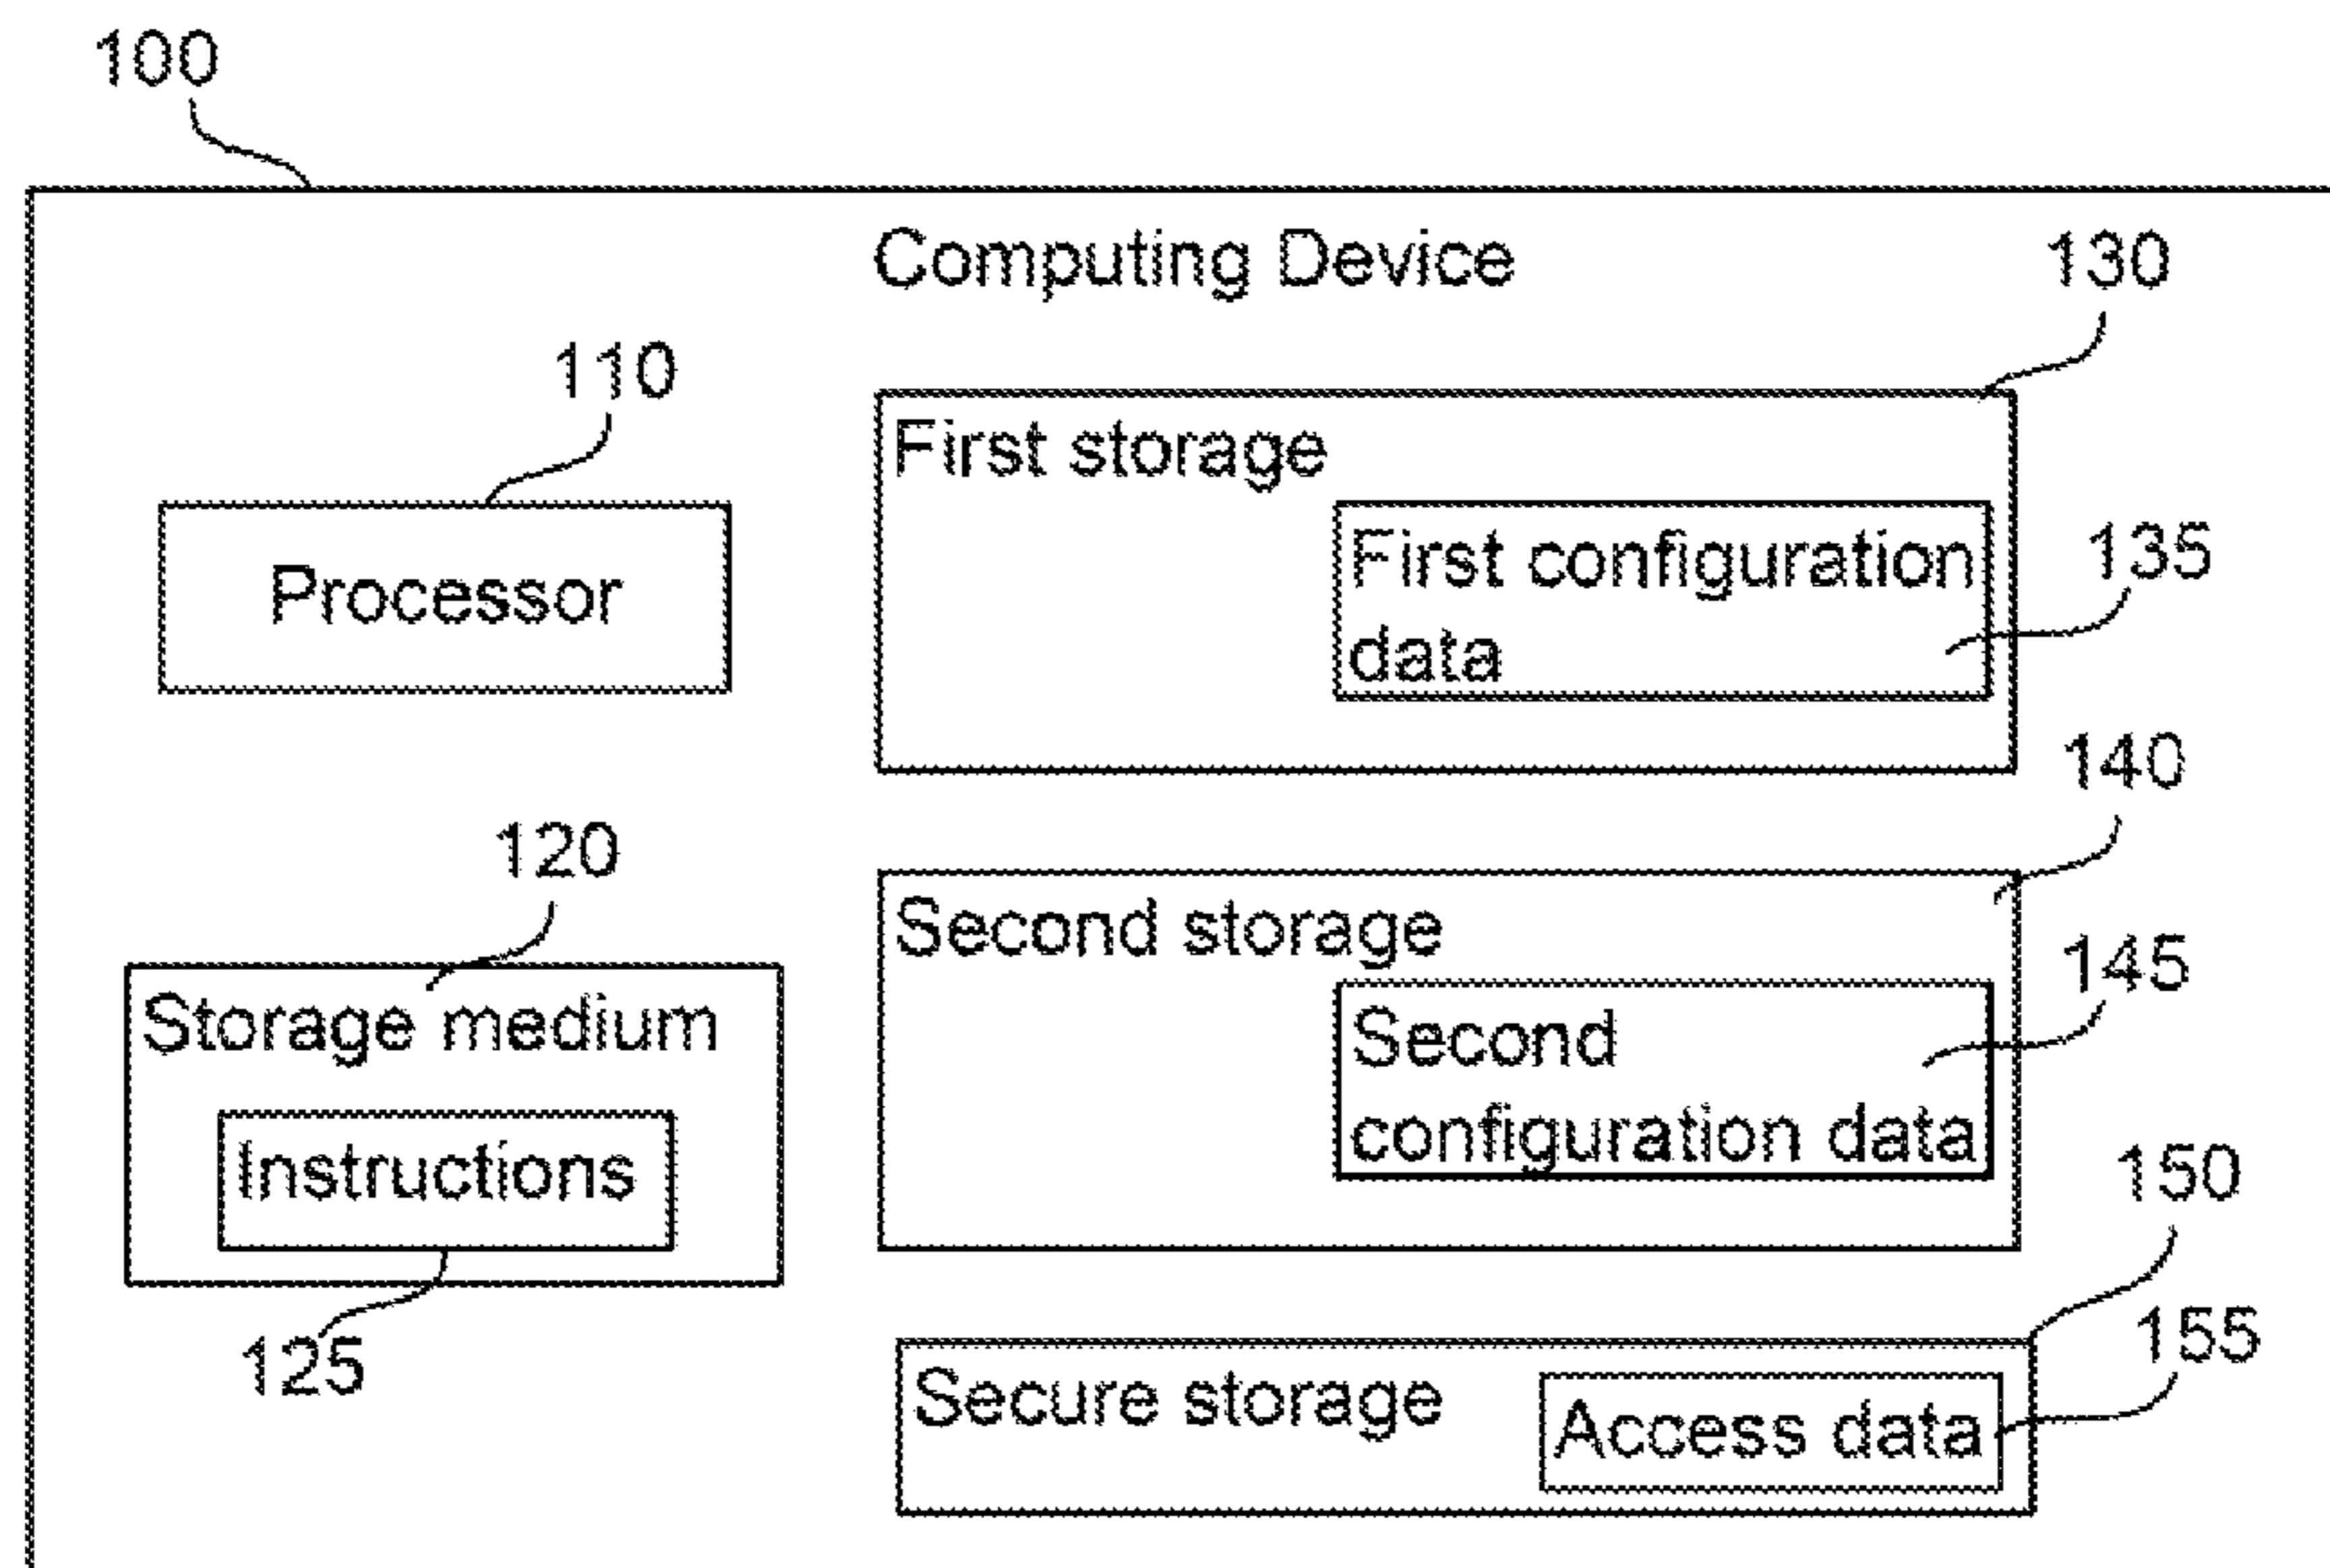 100
Computing Device
130
110
First storage
First configuration
data
135
Processor
140
120
Second storage
145
Storage medium
Second
configuration data
Instructions
150
125
155
Secure storage
Access data